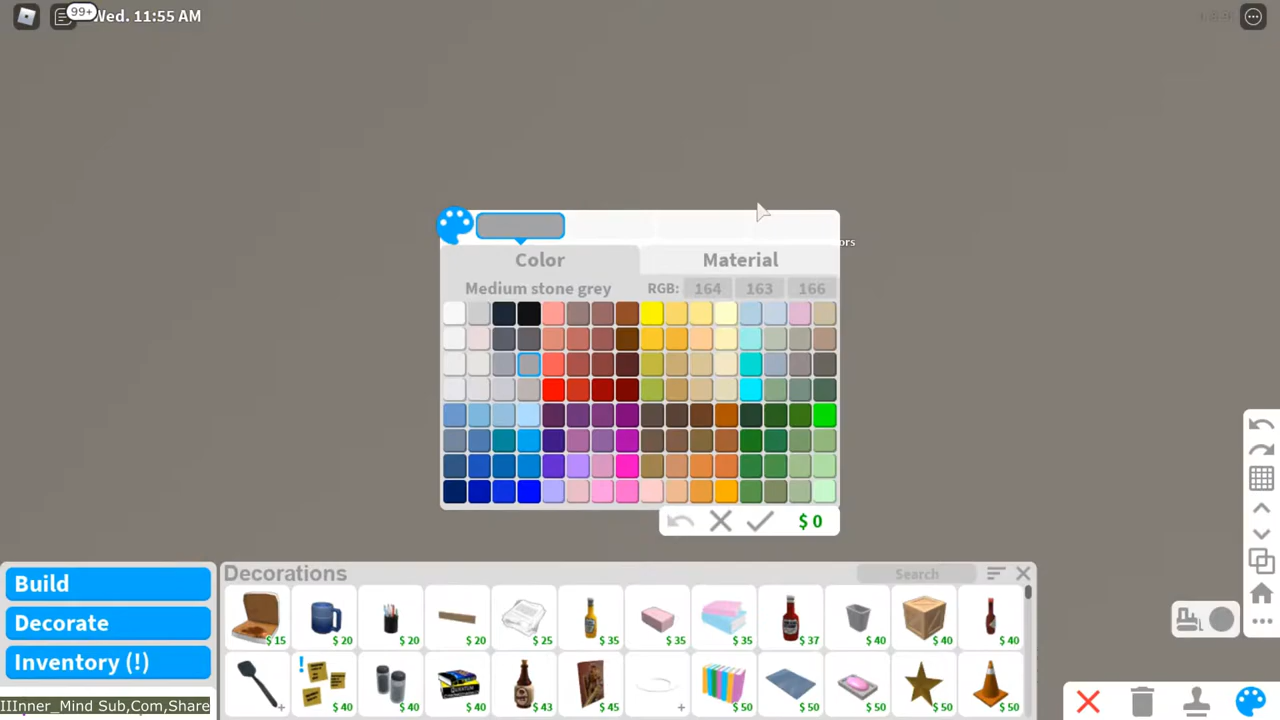 99+
Wed. 11:55 AM
ors
Color
Material
Medium stone grey
RGB: 164 163 166
$ 0
Build
Decorate
Inventory (!)
Decorations
Search
$ 15
$ 20
$ 20
$ 20
$ 25
$ 35
$ 35
$ 35
$ 37
$ 40
$ 40
$ 40
+
$ 40
$ 40
$ 40
$ 43
$ 45
+
$ 50
$ 50
$ 50
$ 50
$ 50
IIInner_Mind Sub,Com,Share